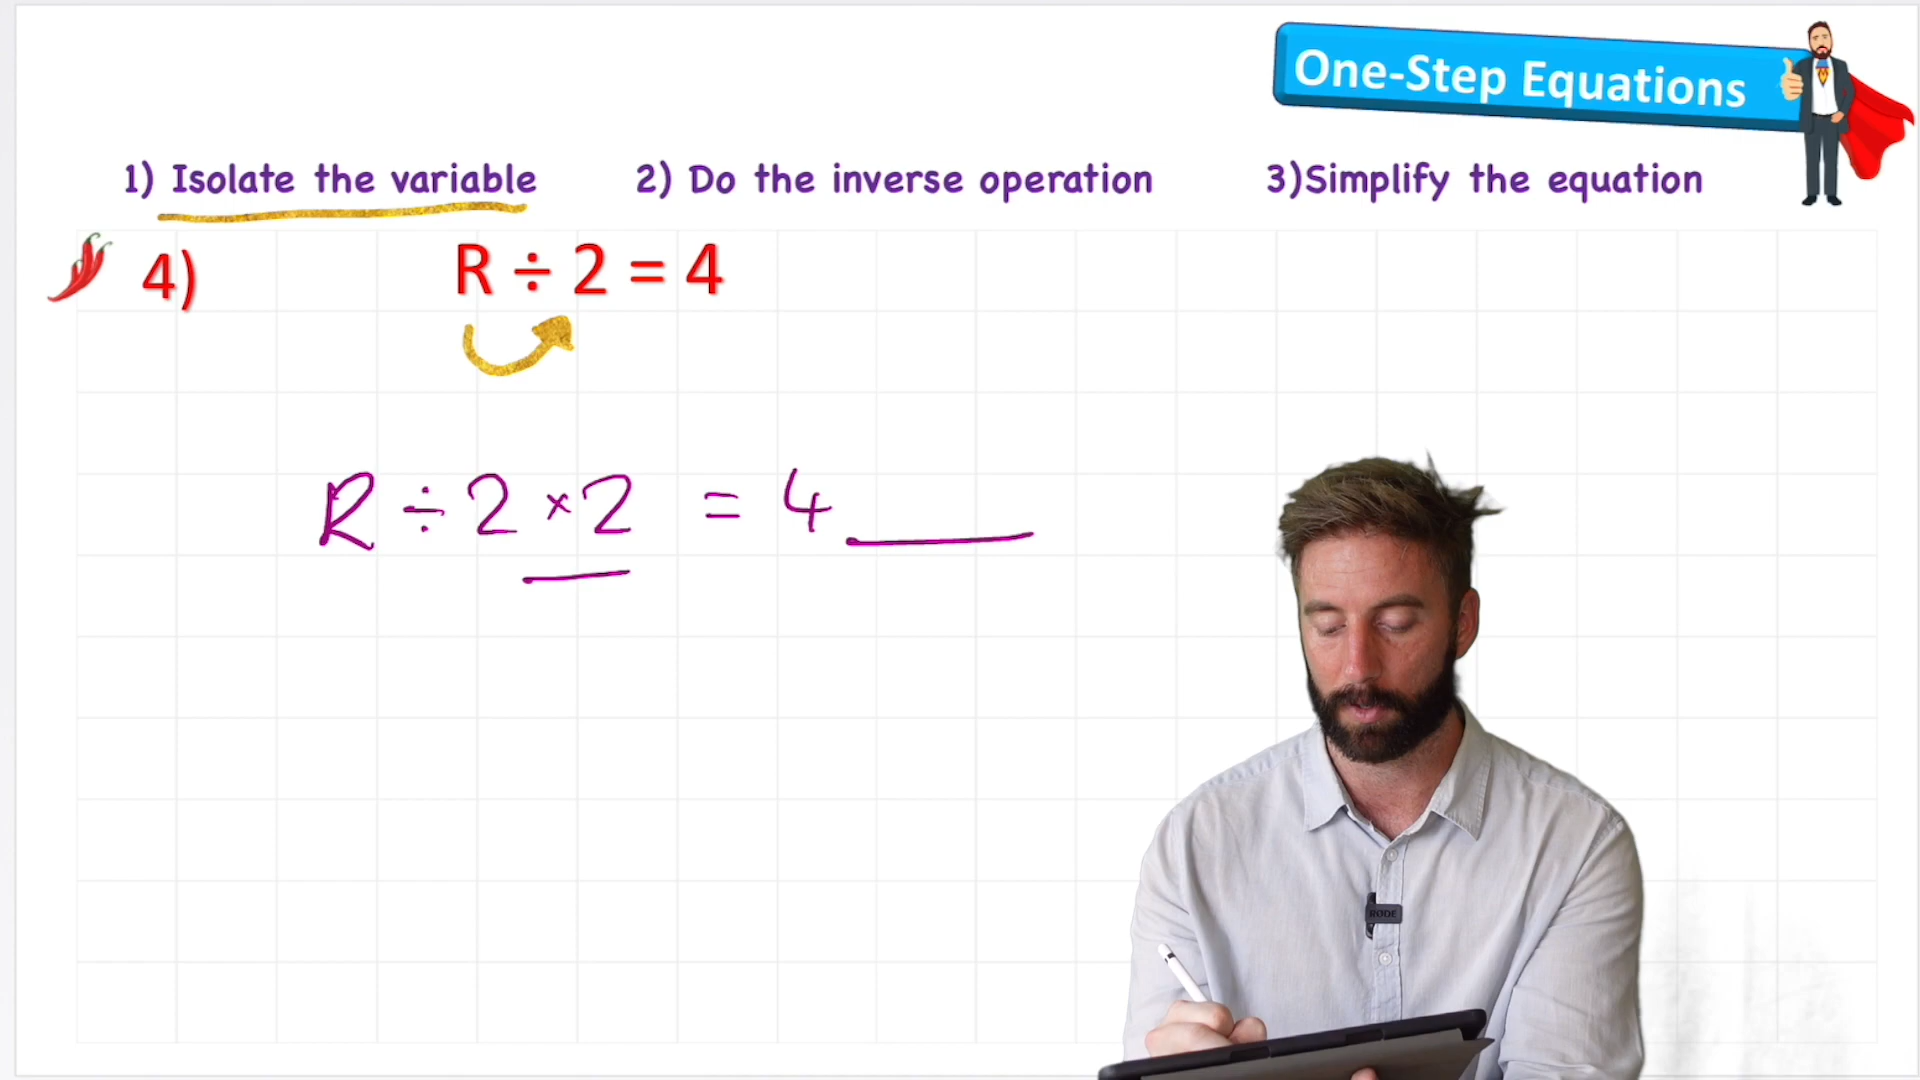 One-Step Equations
1) Isolate the variable 2) Do the inverse operation 3)Simplify the equation
4) R ÷ 2 = 4
R ÷ 2 × 2 = 4
RODE